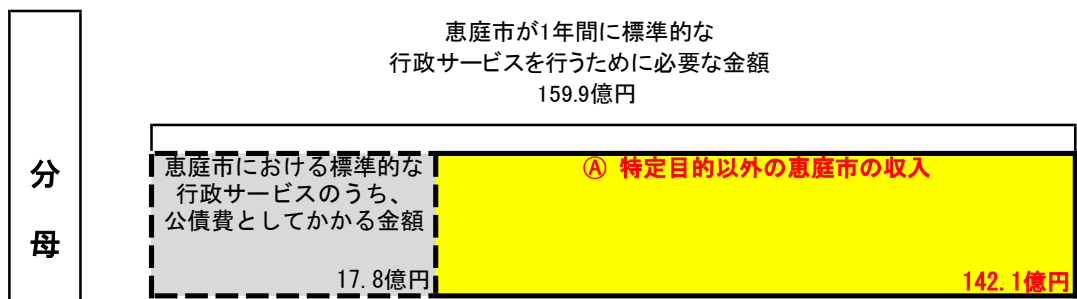 恵庭市が1年間に標準的な
行政サービスを行うために必要な金額
159.9億円
分
母
恵庭市における標準的な
行政サービスのうち、
公債費としてかかる金額
17.8億円
Ⓐ 特定目的以外の恵庭市の収入
142.1億円